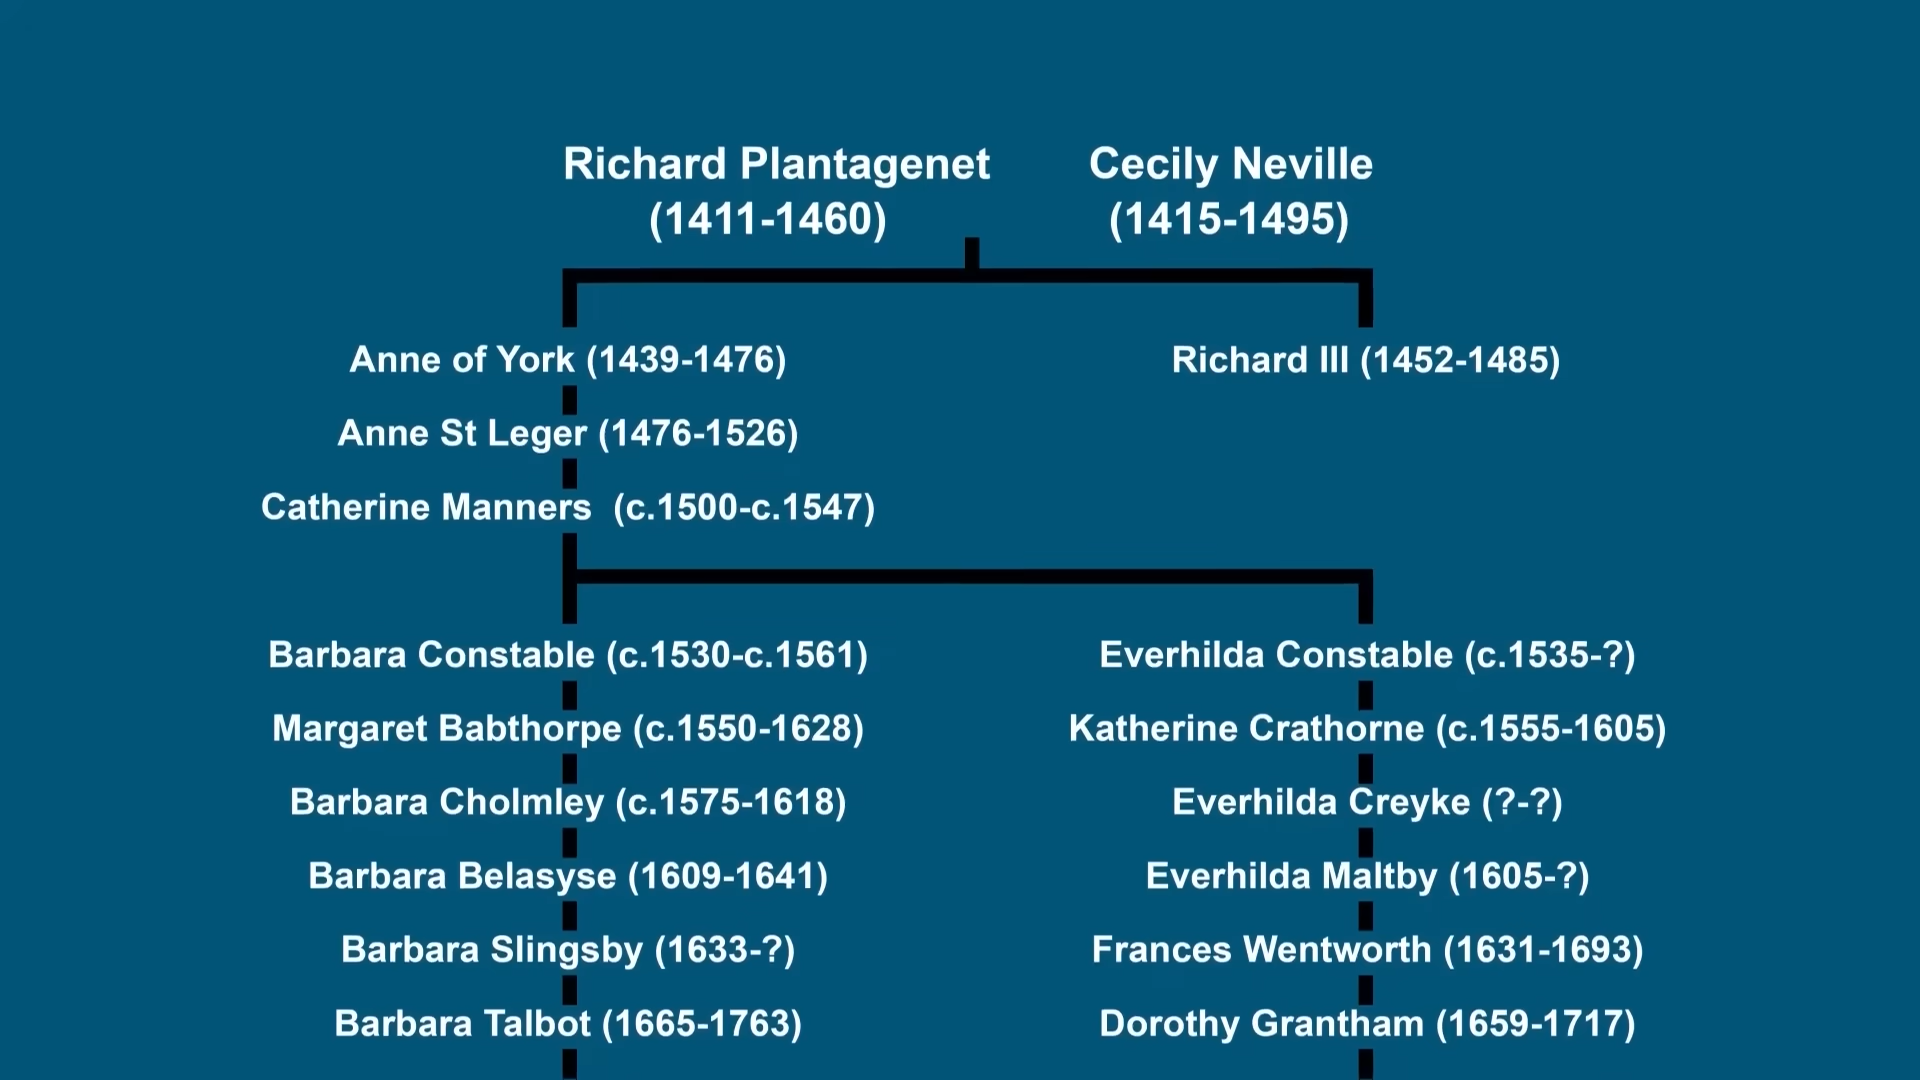 Richard Plantagenet
(1411-1460)
Cecily Neville
(1415-1495)
Anne of York (1439-1476)
Richard III (1452-1485)
Anne St Leger (1476-1526)
Catherine Manners  (c.1500-c.1547)
Barbara Constable (c.1530-c.1561)
Everhilda Constable (c.1535-?)
Margaret Babthorpe (c.1550-1628)
Katherine Crathorne (c.1555-1605)
Barbara Cholmley (c.1575-1618)
Everhilda Creyke (?-?)
Barbara Belasyse (1609-1641)
Everhilda Maltby (1605-?)
Barbara Slingsby (1633-?)
Frances Wentworth (1631-1693)
Barbara Talbot (1665-1763)
Dorothy Grantham (1659-1717)